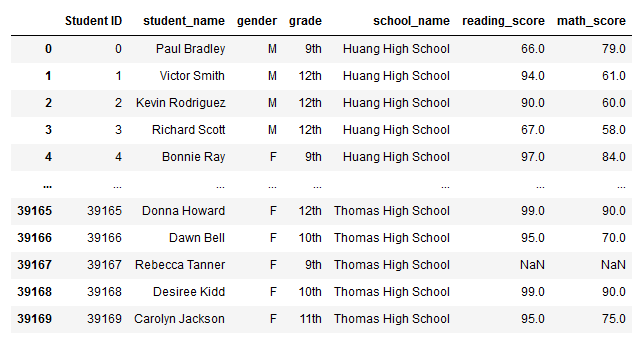 Student ID student_name gender grade school_name reading_score math_score
0 0 Paul Bradley M 9th Huang High School 66.0 79.0
1 1 Victor Smith M 12th Huang High School 94.0 61.0
2 2 Kevin Rodriguez M 12th Huang High School 90.0 60.0
3 3 Richard Scott M 12th Huang High School 67.0 58.0
4 4 Bonnie Ray F 9th Huang High School 97.0 84.0
... ... ... ... ... ... ... ...
39165 39165 Donna Howard F 12th Thomas High School 99.0 90.0
39166 39166 Dawn Bell F 10th Thomas High School 95.0 70.0
39167 39167 Rebecca Tanner F 9th Thomas High School NaN NaN
39168 39168 Desiree Kidd F 10th Thomas High School 99.0 90.0
39169 39169 Carolyn Jackson F 11th Thomas High School 95.0 75.0